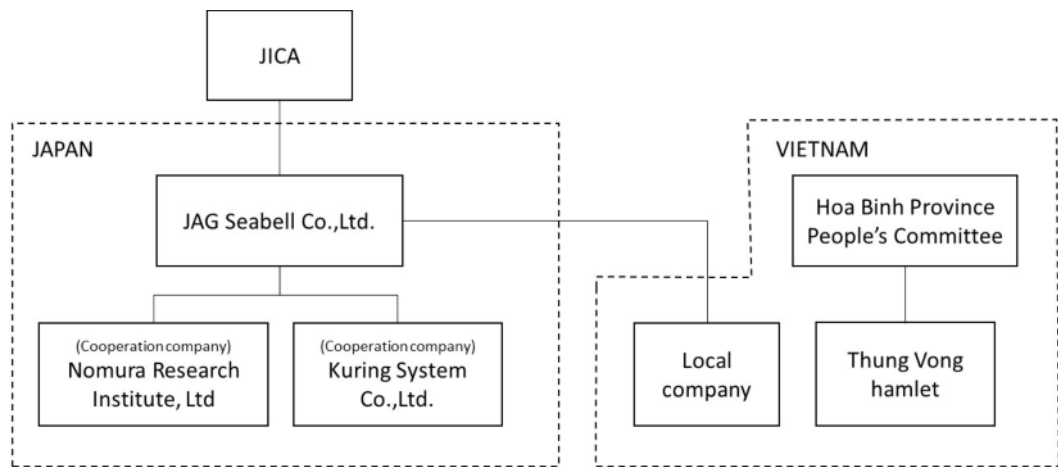 JICA
JAPAN
JAG Seabell Co.,Ltd.
(Cooperation company)
Nomura Research
Institute, Ltd
(Cooperation company)
Kuring System
Co.,Ltd.
VIETNAM
Hoa Binh Province
People’s Committee
Local
company
Thung Vong
hamlet